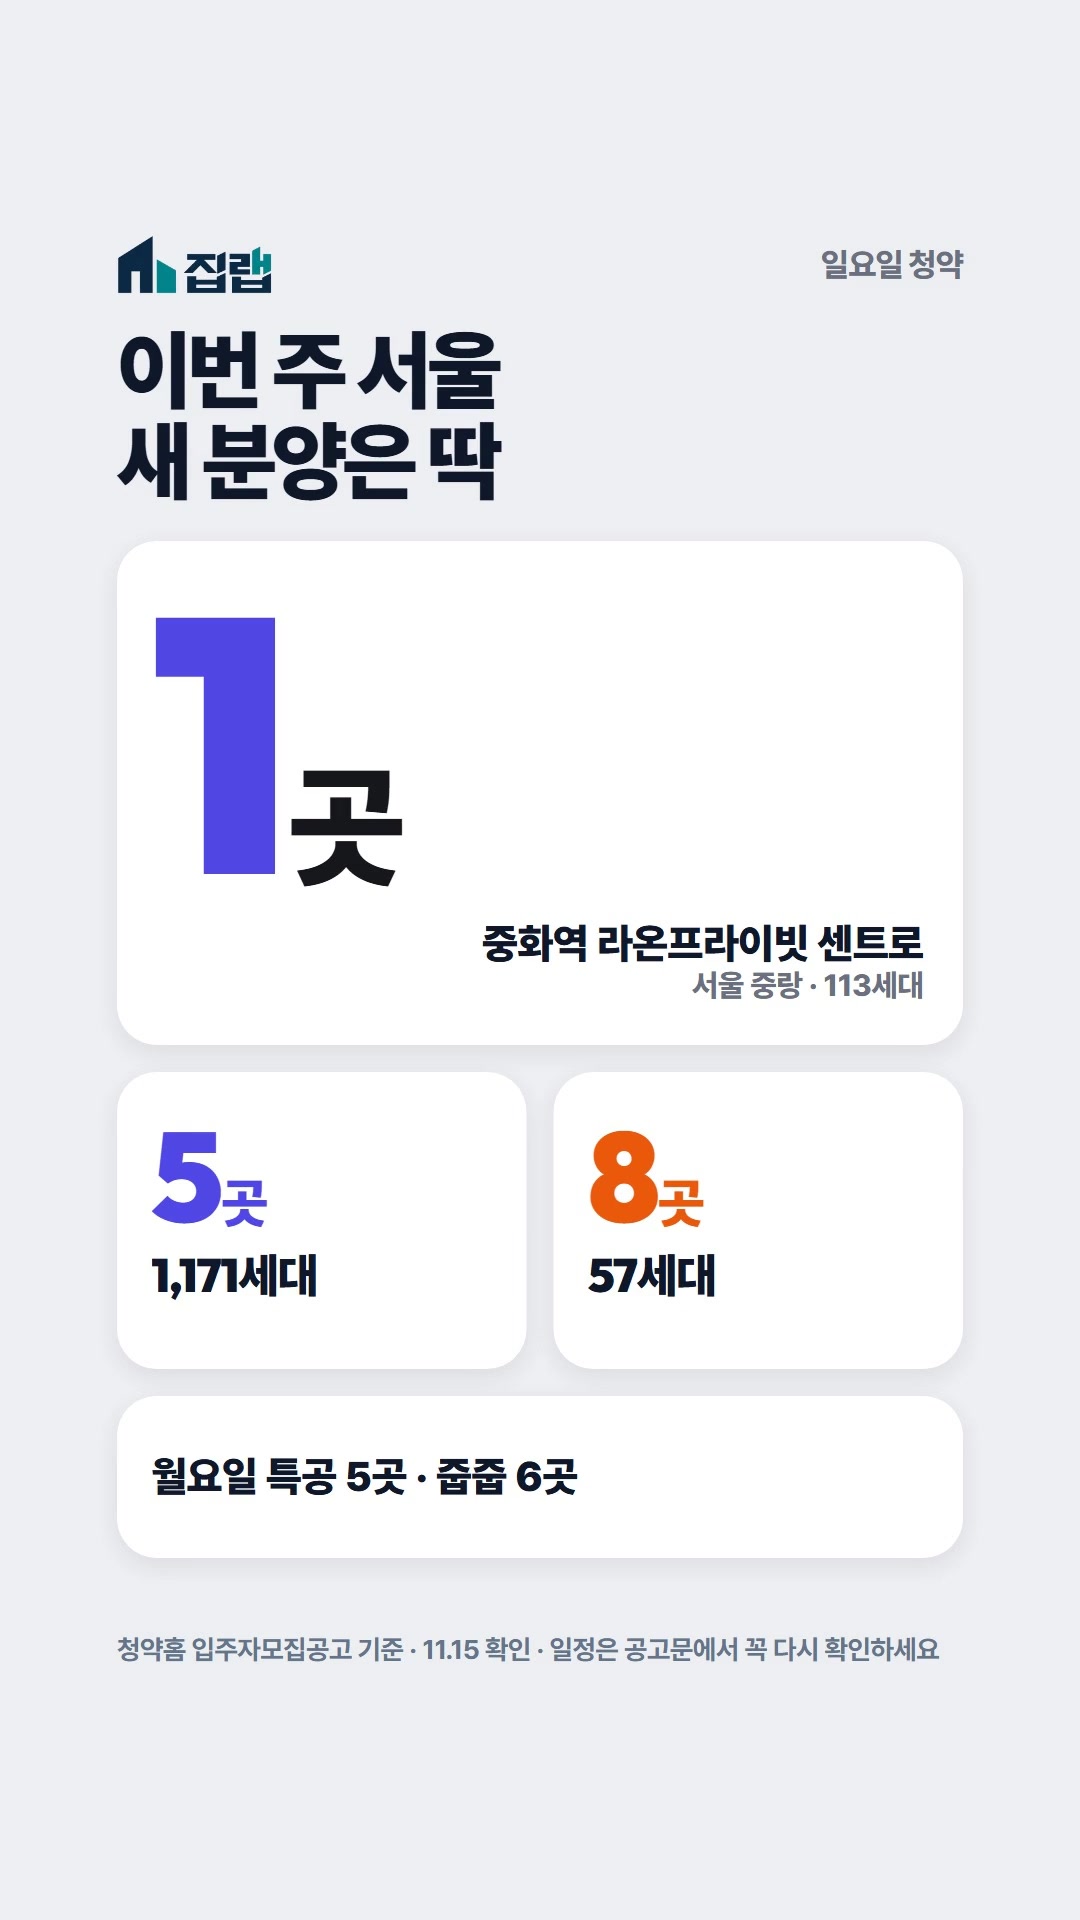 집랩
일요일 청약
이번 주 서울
새 분양은 딱
1곳
중화역 라온프라이빗 센트로
서울 중랑 · 113세대
5곳
1,171세대
8곳
57세대
월요일 특공 5곳 · 줍줍 6곳
청약홈 입주자모집공고 기준 · 11.15 확인 · 일정은 공고문에서 꼭 다시 확인하세요